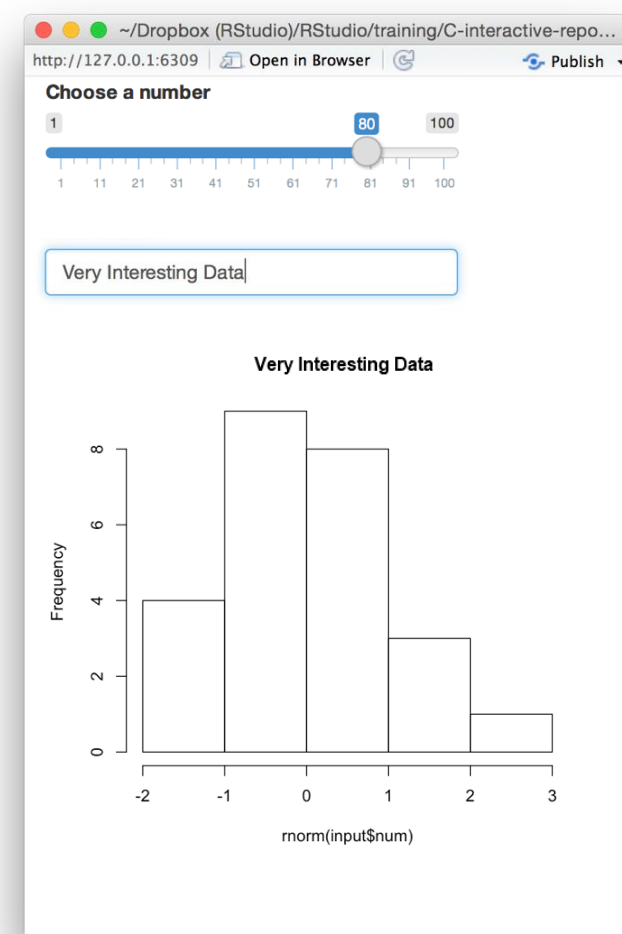 ~/Dropbox (RStudio)/RStudio/training/C-interactive-repo...
http://127.0.0.1:6309 Open in Browser Publish
Choose a number
1 80 100
1 11 21 31 41 51 61 71 81 91 100
Very Interesting Data
Very Interesting Data
8
6
4
2
0
Frequency
-2 -1 0 1 2 3
rnorm(input$num)